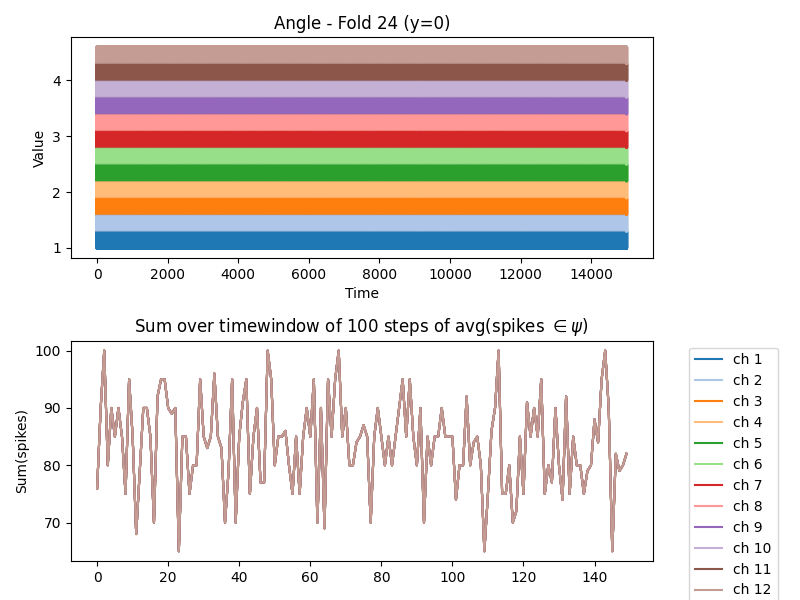 Angle - Fold 24 (y=0)
4
3
2
1
Value
0 2000 4000 6000 8000 10000 12000 14000
Time
Sum over timewindow of 100 steps of avg(spikes ∈ ψ)
100
90
80
70
Sum(spikes)
0 20 40 60 80 100 120 140
ch 1
ch 2
ch 3
ch 4
ch 5
ch 6
ch 7
ch 8
ch 9
ch 10
ch 11
ch 12